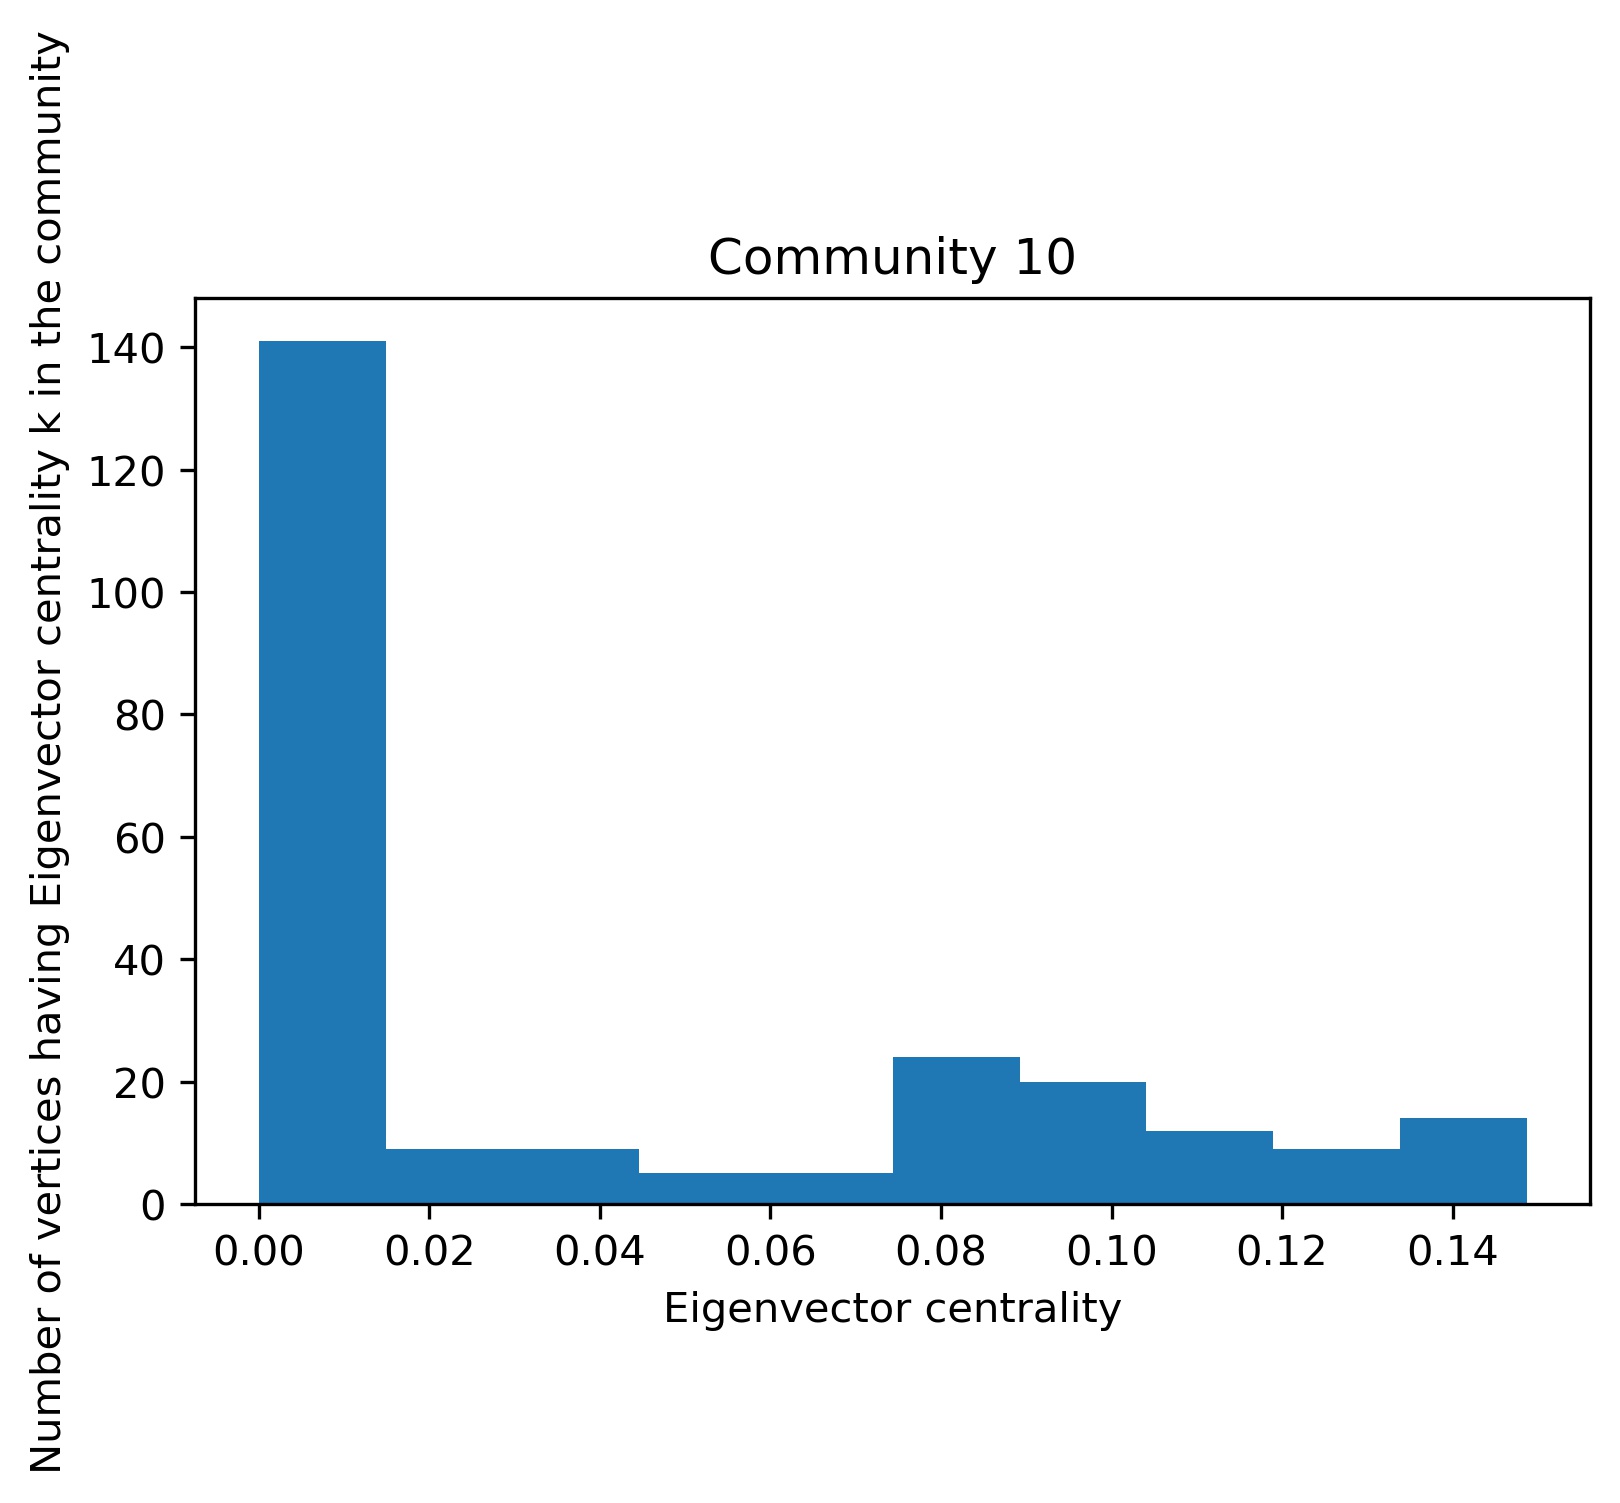 Community 10
Number of vertices having Eigenvector centrality k in the community
140
120
100
80
60
40
20
0
0.00 0.02 0.04 0.06 0.08 0.10 0.12 0.14
Eigenvector centrality